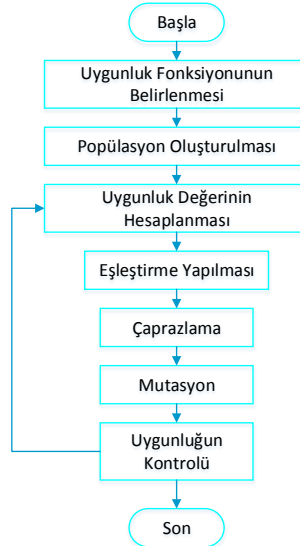 Başla
Uygunluk Fonksiyonunun
Belirlenmesi
Popülasyon Oluşturulması
Uygunluk Değerinin
Hesaplanması
Eşleştirme Yapılması
Çaprazlama
Mutasyon
Uygunluğun
Kontrolü
Son